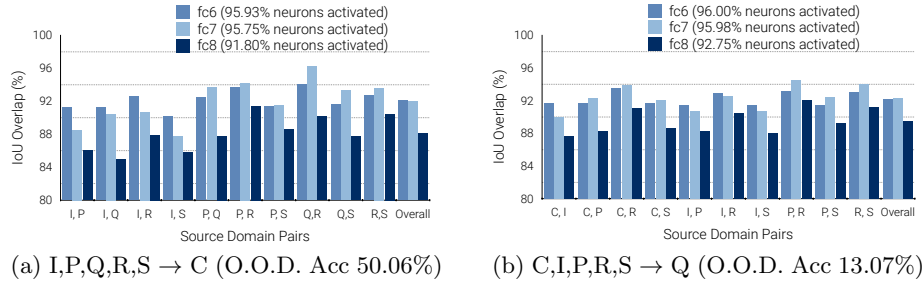 fc6 (95.93% neurons activated)
fc7 (95.75% neurons activated)
fc8 (91.80% neurons activated)
100
96
92
88
84
80
IoU Overlap (%)
I, P I, Q I, R I, S P,Q P,R P,S Q,R Q,S R,S Overall
Source Domain Pairs
(a) I,P,Q,R,S → C (O.O.D. Acc 50.06%)
fc6 (96.00% neurons activated)
fc7 (95.98% neurons activated)
fc8 (92.75% neurons activated)
100
96
92
88
84
80
IoU Overlap (%)
C, I C, P C, R C, S I, P I, R I, S P, R P, S R, S Overall
Source Domain Pairs
(b) C,I,P,R,S → Q (O.O.D. Acc 13.07%)